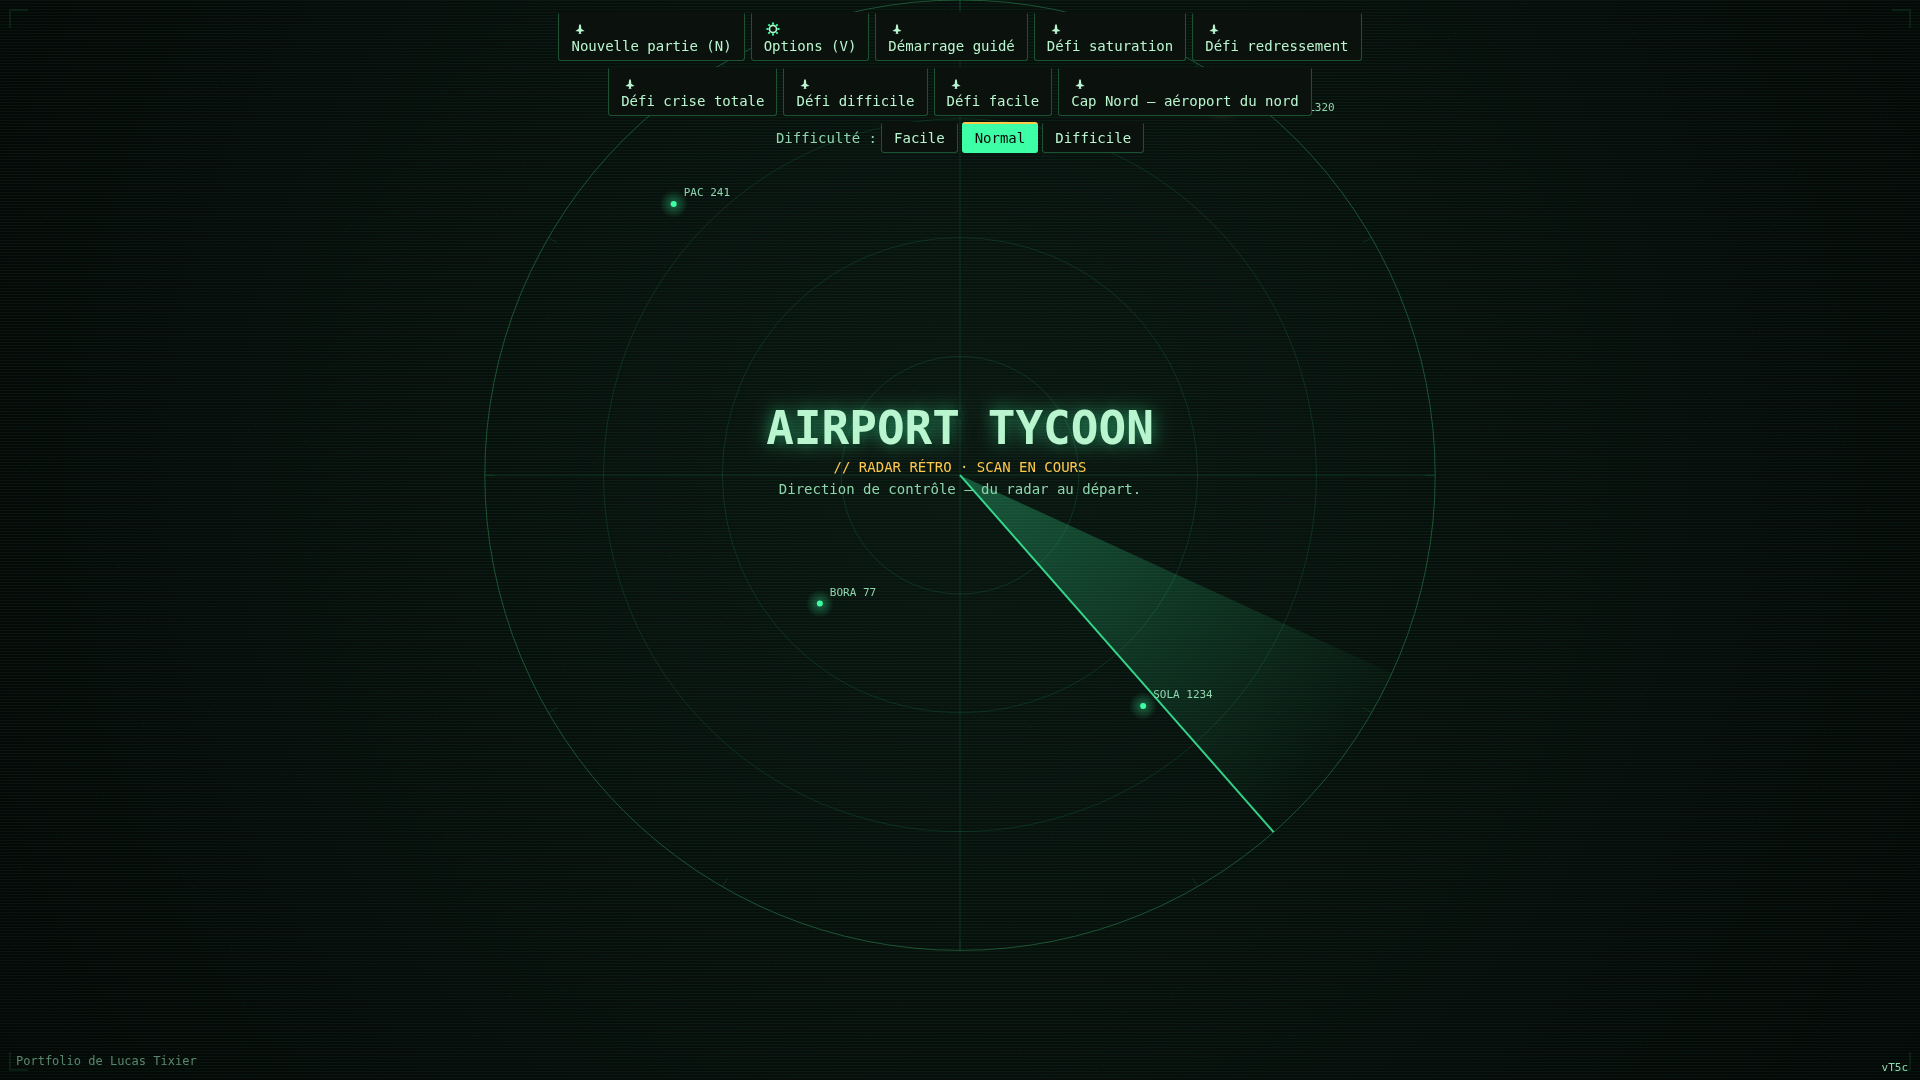 Nouvelle partie (N)
Options (V)
Démarrage guidé
Défi saturation
Défi redressement
Défi crise totale
Défi difficile
Défi facile
Cap Nord — aéroport du nord
Difficulté :
Facile
Normal
Difficile
PAC 241
AIRPORT TYCOON
// RADAR RÉTRO · SCAN EN COURS
Direction de contrôle — du radar au départ.
BORA 77
SOLA 1234
Portfolio de Lucas Tixier
vT5c